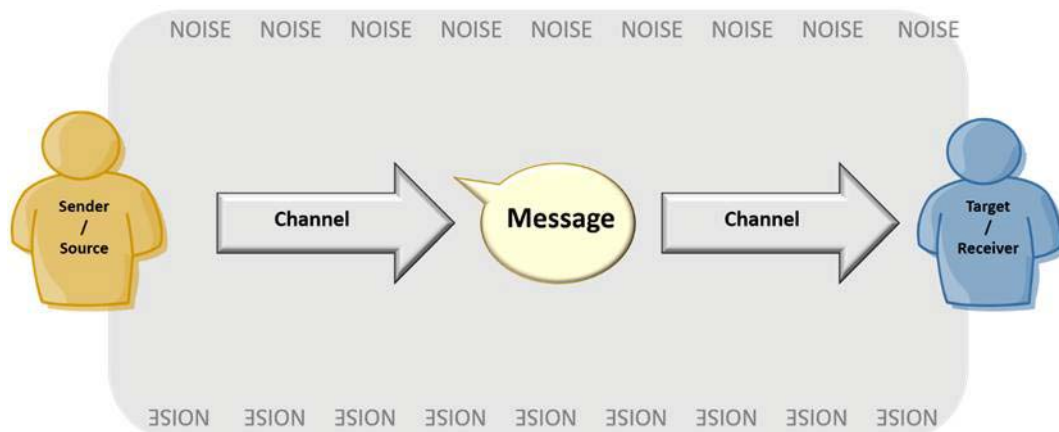 NOISE NOISE NOISE NOISE NOISE NOISE NOISE NOISE NOISE
Sender
/
Source
Channel
Message
Channel
Target
/
Receiver
NOISE NOISE NOISE NOISE NOISE NOISE NOISE NOISE NOISE